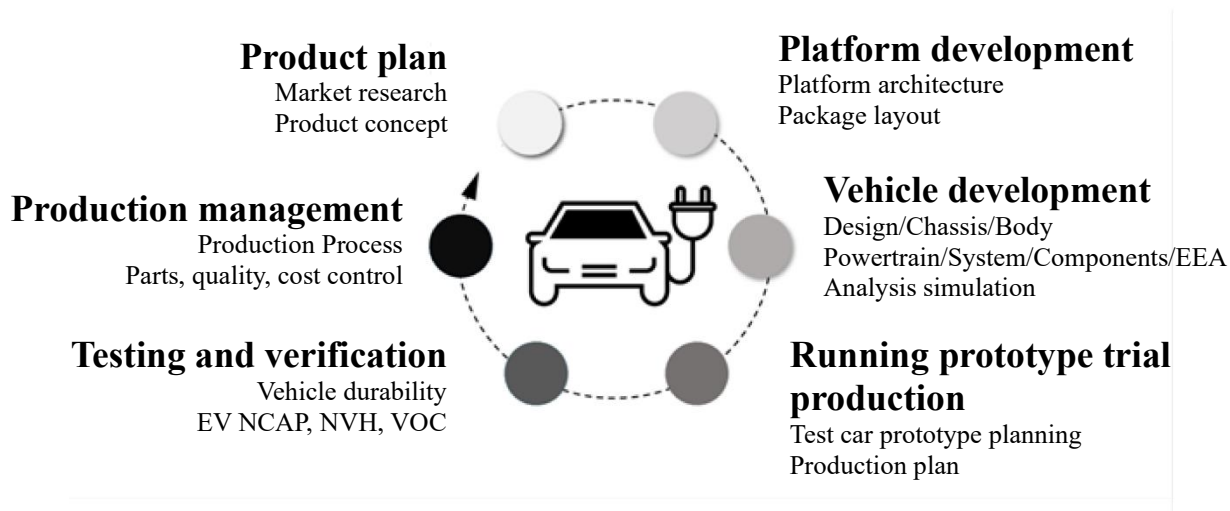 Product plan
Market research
Product concept
Platform development
Platform architecture
Package layout
Vehicle development
Design/Chassis/Body
Powertrain/System/Components/EEA
Analysis simulation
Running prototype trial
production
Test car prototype planning
Production plan
Testing and verification
Vehicle durability
EV NCAP, NVH, VOC
Production management
Production Process
Parts, quality, cost control